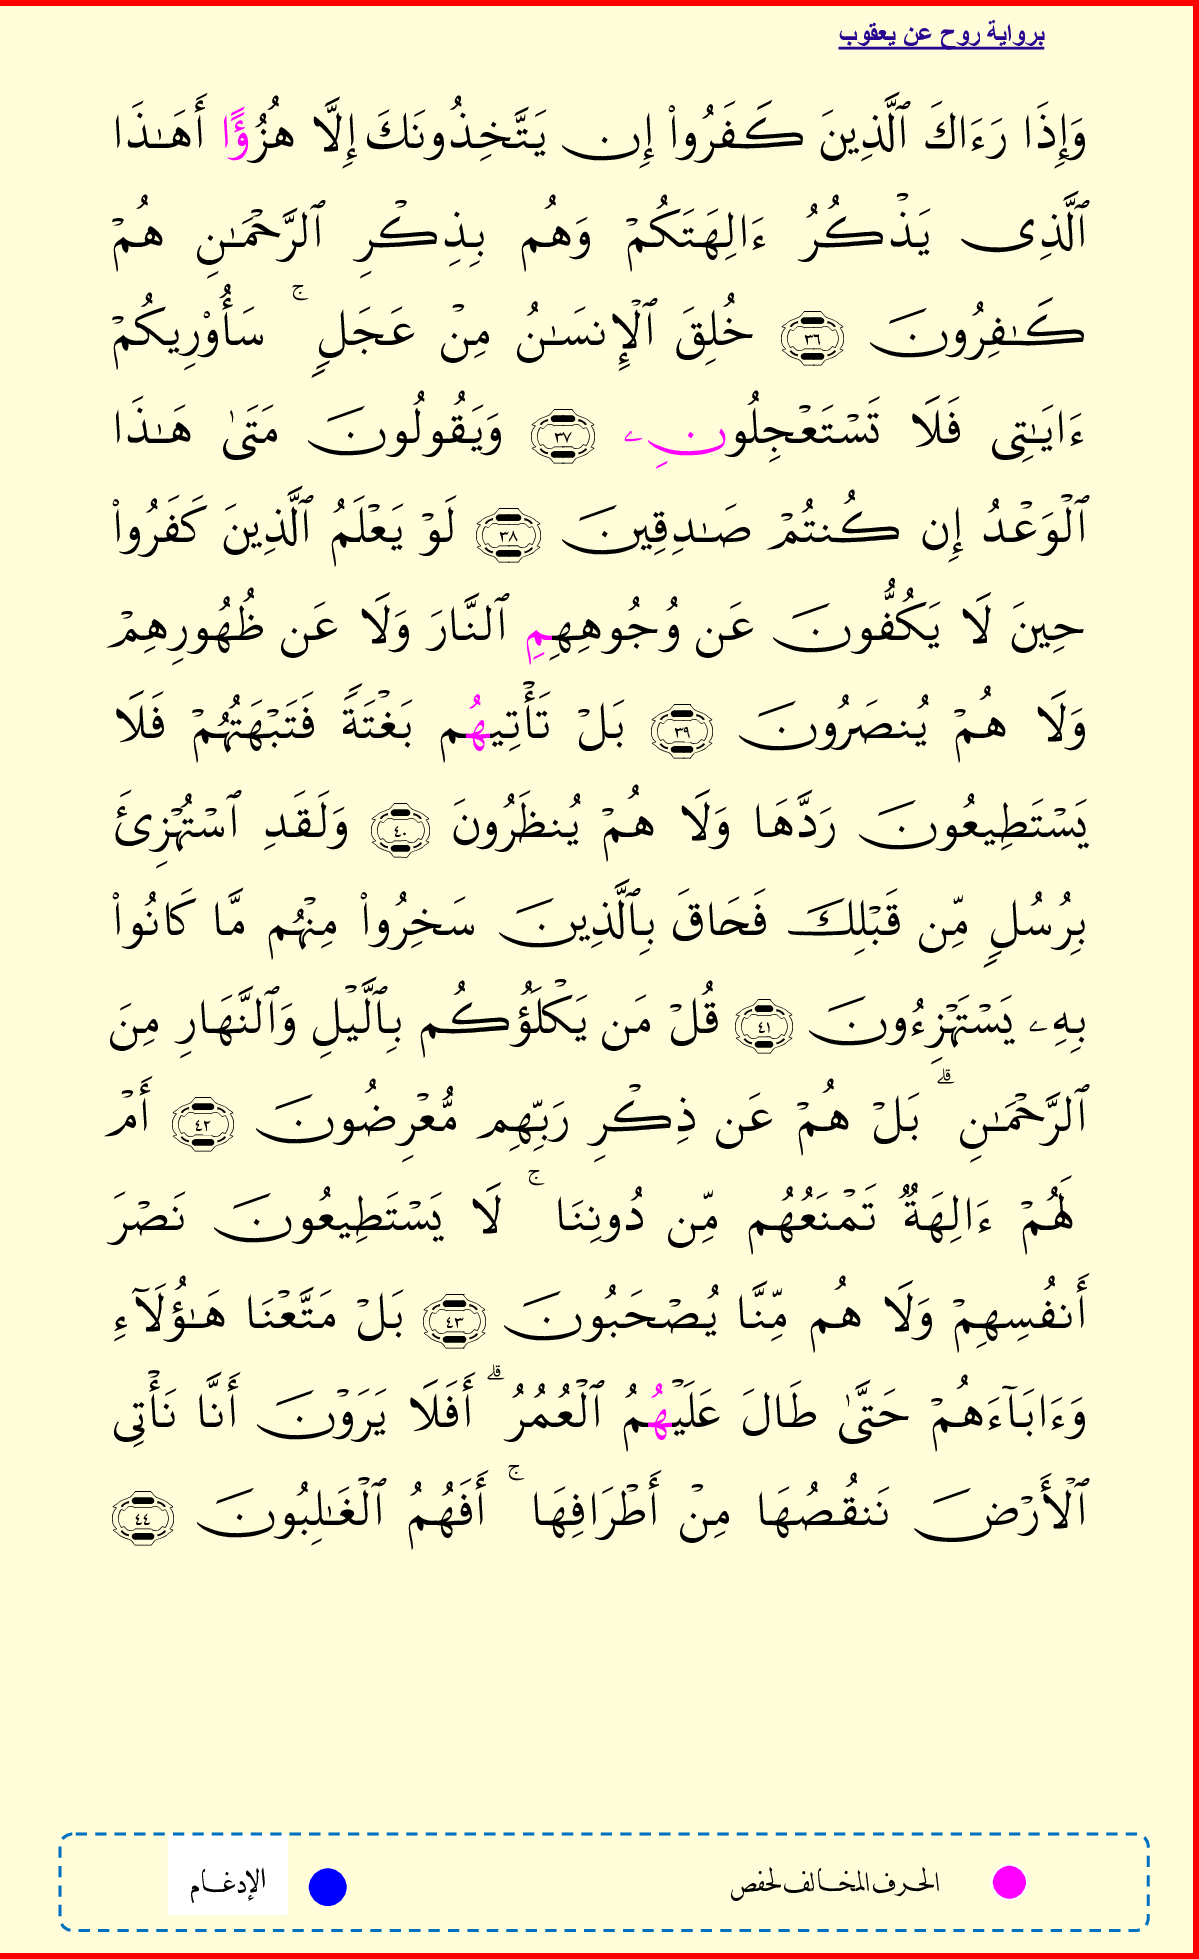 برواية روح عن يعقوب
وَإِذَا رَءَاكَ ٱلَّذِينَ كَفَرُوا۟ إِن يَتَّخِذُونَكَ إِلَّا هُزُؤًا أَهَـٰذَا
ٱلَّذِى يَذۡكُرُ ءَالِهَتَكُمۡ وَهُم بِذِكۡرِ ٱلرَّحۡمَـٰنِ هُمۡ
كَـٰفِرُونَ ٣٦ خُلِقَ ٱلۡإِنسَـٰنُ مِنۡ عَجَلٍ ۚ سَأُو۟رِيكُمۡ
ءَايَـٰتِى فَلَا تَسۡتَعۡجِلُونِۦ ٣٧ وَيَقُولُونَ مَتَىٰ هَـٰذَا
ٱلۡوَعۡدُ إِن كُنتُمۡ صَـٰدِقِينَ ٣٨ لَوۡ يَعۡلَمُ ٱلَّذِينَ كَفَرُوا۟
حِينَ لَا يَكُفُّونَ عَن وُجُوهِهِمِ ٱلنَّارَ وَلَا عَن ظُهُورِهِمۡ
وَلَا هُمۡ يُنصَرُونَ ٣٩ بَلۡ تَأۡتِيهُم بَغۡتَةً فَتَبۡهَتُهُمۡ فَلَا
يَسۡتَطِيعُونَ رَدَّهَا وَلَا هُمۡ يُنظَرُونَ ٤٠ وَلَقَدِ ٱسۡتُهۡزِئَ
بِرُسُلٍ مِّن قَبۡلِكَ فَحَاقَ بِٱلَّذِينَ سَخِرُوا۟ مِنۡهُم مَّا كَانُوا۟
بِهِۦ يَسۡتَهۡزِءُونَ ٤١ قُلۡ مَن يَكۡلَؤُكُم بِٱلَّيۡلِ وَٱلنَّهَارِ مِنَ
ٱلرَّحۡمَـٰنِ ۗ بَلۡ هُمۡ عَن ذِكۡرِ رَبِّهِم مُّعۡرِضُونَ ٤٢ أَمۡ
لَهُمۡ ءَالِهَةٌ تَمۡنَعُهُم مِّن دُونِنَا ۚ لَا يَسۡتَطِيعُونَ نَصۡرَ
أَنفُسِهِمۡ وَلَا هُم مِّنَّا يُصۡحَبُونَ ٤٣ بَلۡ مَتَّعۡنَا هَـٰؤُلَآءِ
وَءَابَآءَهُمۡ حَتَّىٰ طَالَ عَلَيۡهُمُ ٱلۡعُمُرُ ۗ أَفَلَا يَرَوۡنَ أَنَّا نَأۡتِى
ٱلۡأَرۡضَ نَنقُصُهَا مِنۡ أَطۡرَافِهَا ۚ أَفَهُمُ ٱلۡغَـٰلِبُونَ ٤٤
الحرف المخالف لحفص الإدغام